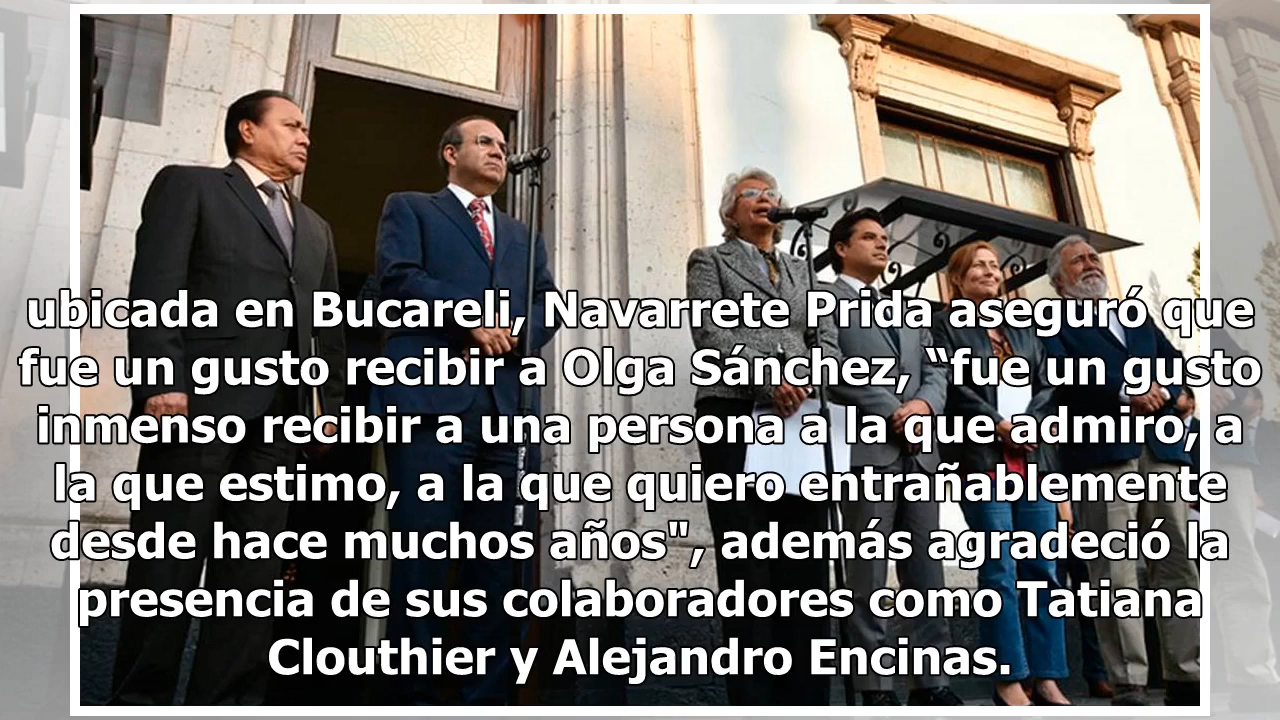 ubicada en Bucareli, Navarrete Prida aseguró que
fue un gusto recibir a Olga Sánchez, “fue un gusto
inmenso recibir a una persona a la que admiro, a
la que estimo, a la que quiero entrañablemente
desde hace muchos años", además agradeció la
presencia de sus colaboradores como Tatiana
Clouthier y Alejandro Encinas.